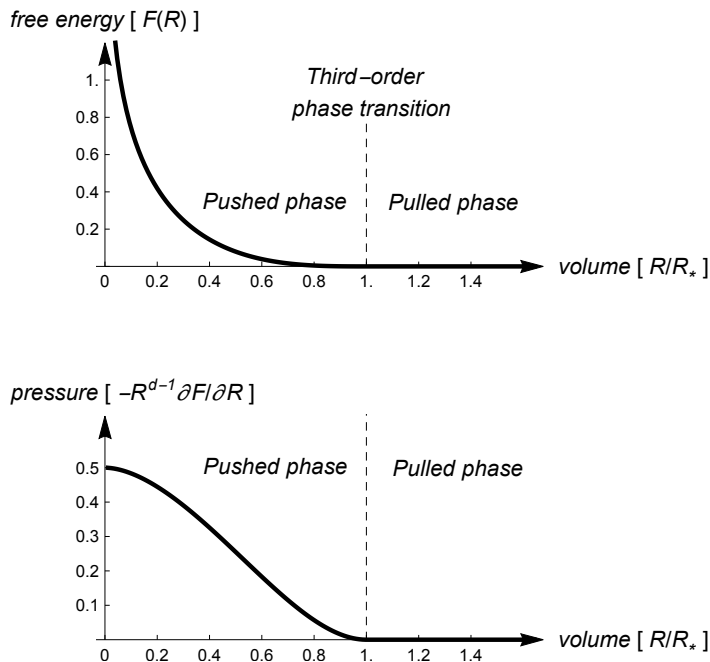 free energy [ F(R) ]
1.
0.8
0.6
0.4
0.2
Third–order
phase transition
Pushed phase
Pulled phase
0 0.2 0.4 0.6 0.8 1. 1.2 1.4
volume [ R/R* ]
pressure [ –R^{d–1} ∂F/∂R ]
0.5
0.4
0.3
0.2
0.1
Pushed phase
Pulled phase
0 0.2 0.4 0.6 0.8 1. 1.2 1.4
volume [ R/R* ]